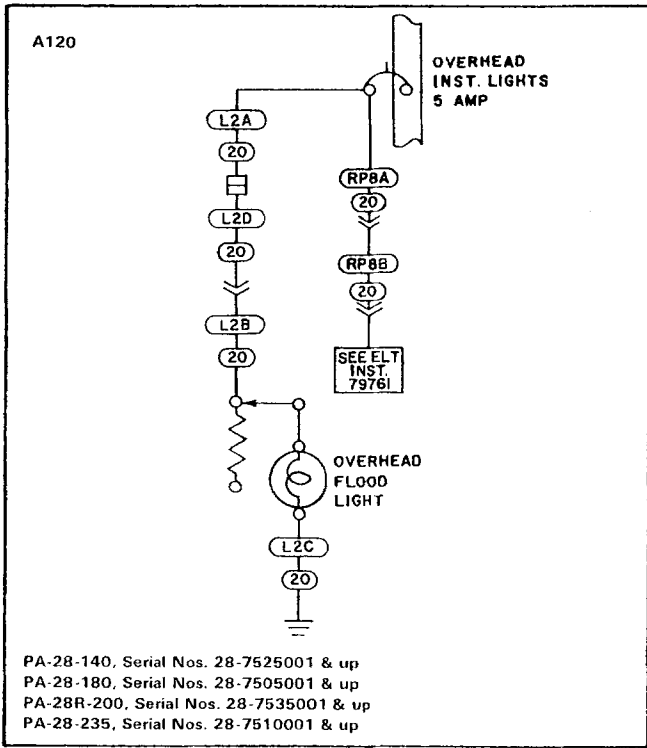 A120
OVERHEAD
INST. LIGHTS
5 AMP
L2A
20
L2D
20
L2B
20
RP8A
20
RP8B
20
SEE ELT
INST.
79761
OVERHEAD
FLOOD
LIGHT
L2C
20
PA-28-140, Serial Nos. 28-7525001 & up
PA-28-180, Serial Nos. 28-7505001 & up
PA-28R-200, Serial Nos. 28-7535001 & up
PA-28-235, Serial Nos. 28-7510001 & up